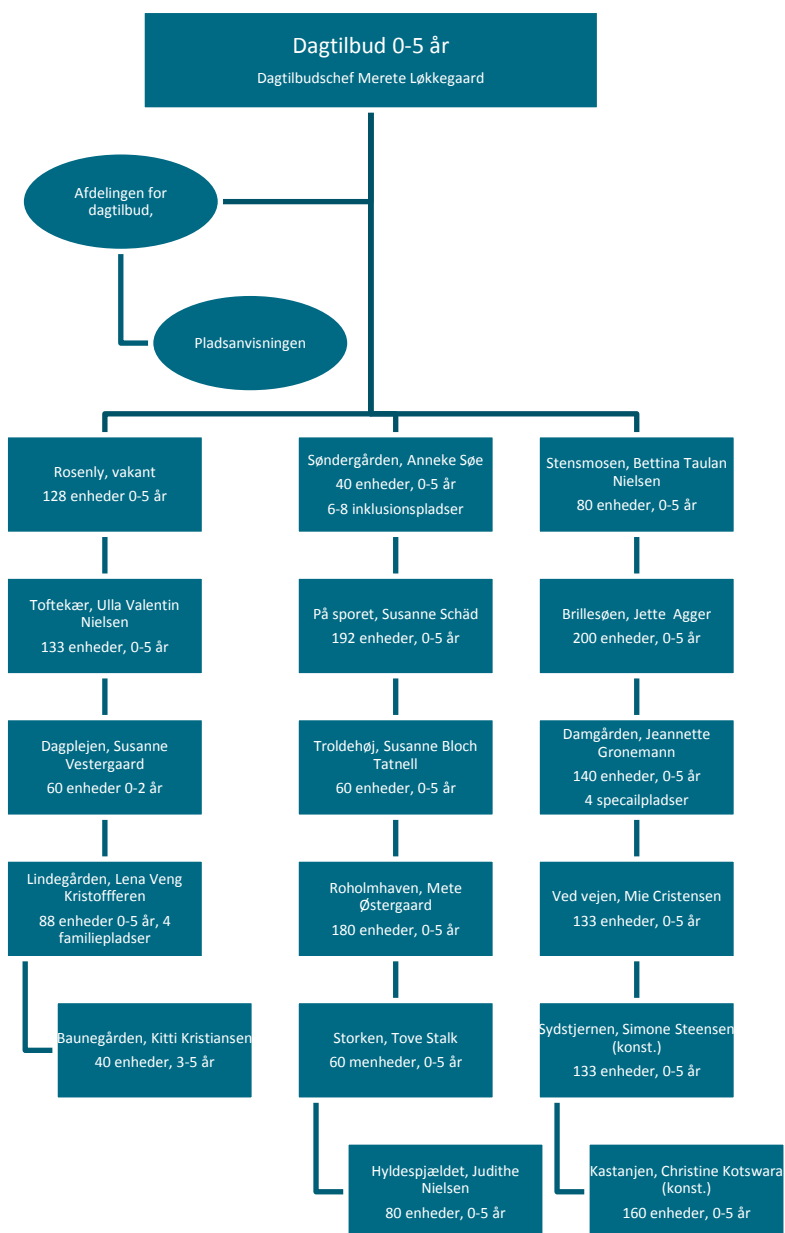 Dagtilbud 0-5 år
Dagtilbudschef Merete Løkkegaard
Afdelingen for
dagtilbud,
Pladsanvisningen
Rosenly, vakant
128 enheder 0-5 år
Toftekær, Ulla Valentin
Nielsen
133 enheder, 0-5 år
Dagplejen, Susanne
Vestergaard
60 enheder 0-2 år
Lindegården, Lena Veng
Kristoffferen
88 enheder 0-5 år, 4
familiepladser
Baunegården, Kitti Kristiansen
40 enheder, 3-5 år
Søndergården, Anneke Søe
40 enheder, 0-5 år
6-8 inklusionspladser
På sporet, Susanne Schäd
192 enheder, 0-5 år
Troldehøj, Susanne Bloch
Tatnell
60 enheder, 0-5 år
Roholmhaven, Mete
Østergaard
180 enheder, 0-5 år
Storken, Tove Stalk
60 menheder, 0-5 år
Hyldespjældet, Judithe
Nielsen
80 enheder, 0-5 år
Stensmosen, Bettina Taulan
Nielsen
80 enheder, 0-5 år
Brillesøen, Jette  Agger
200 enheder, 0-5 år
Damgården, Jeannette
Gronemann
140 enheder, 0-5 år
4 specailpladser
Ved vejen, Mie Cristensen
133 enheder, 0-5 år
Sydstjernen, Simone Steensen
(konst.)
133 enheder, 0-5 år
Kastanjen, Christine Kotswara
(konst.)
160 enheder, 0-5 år